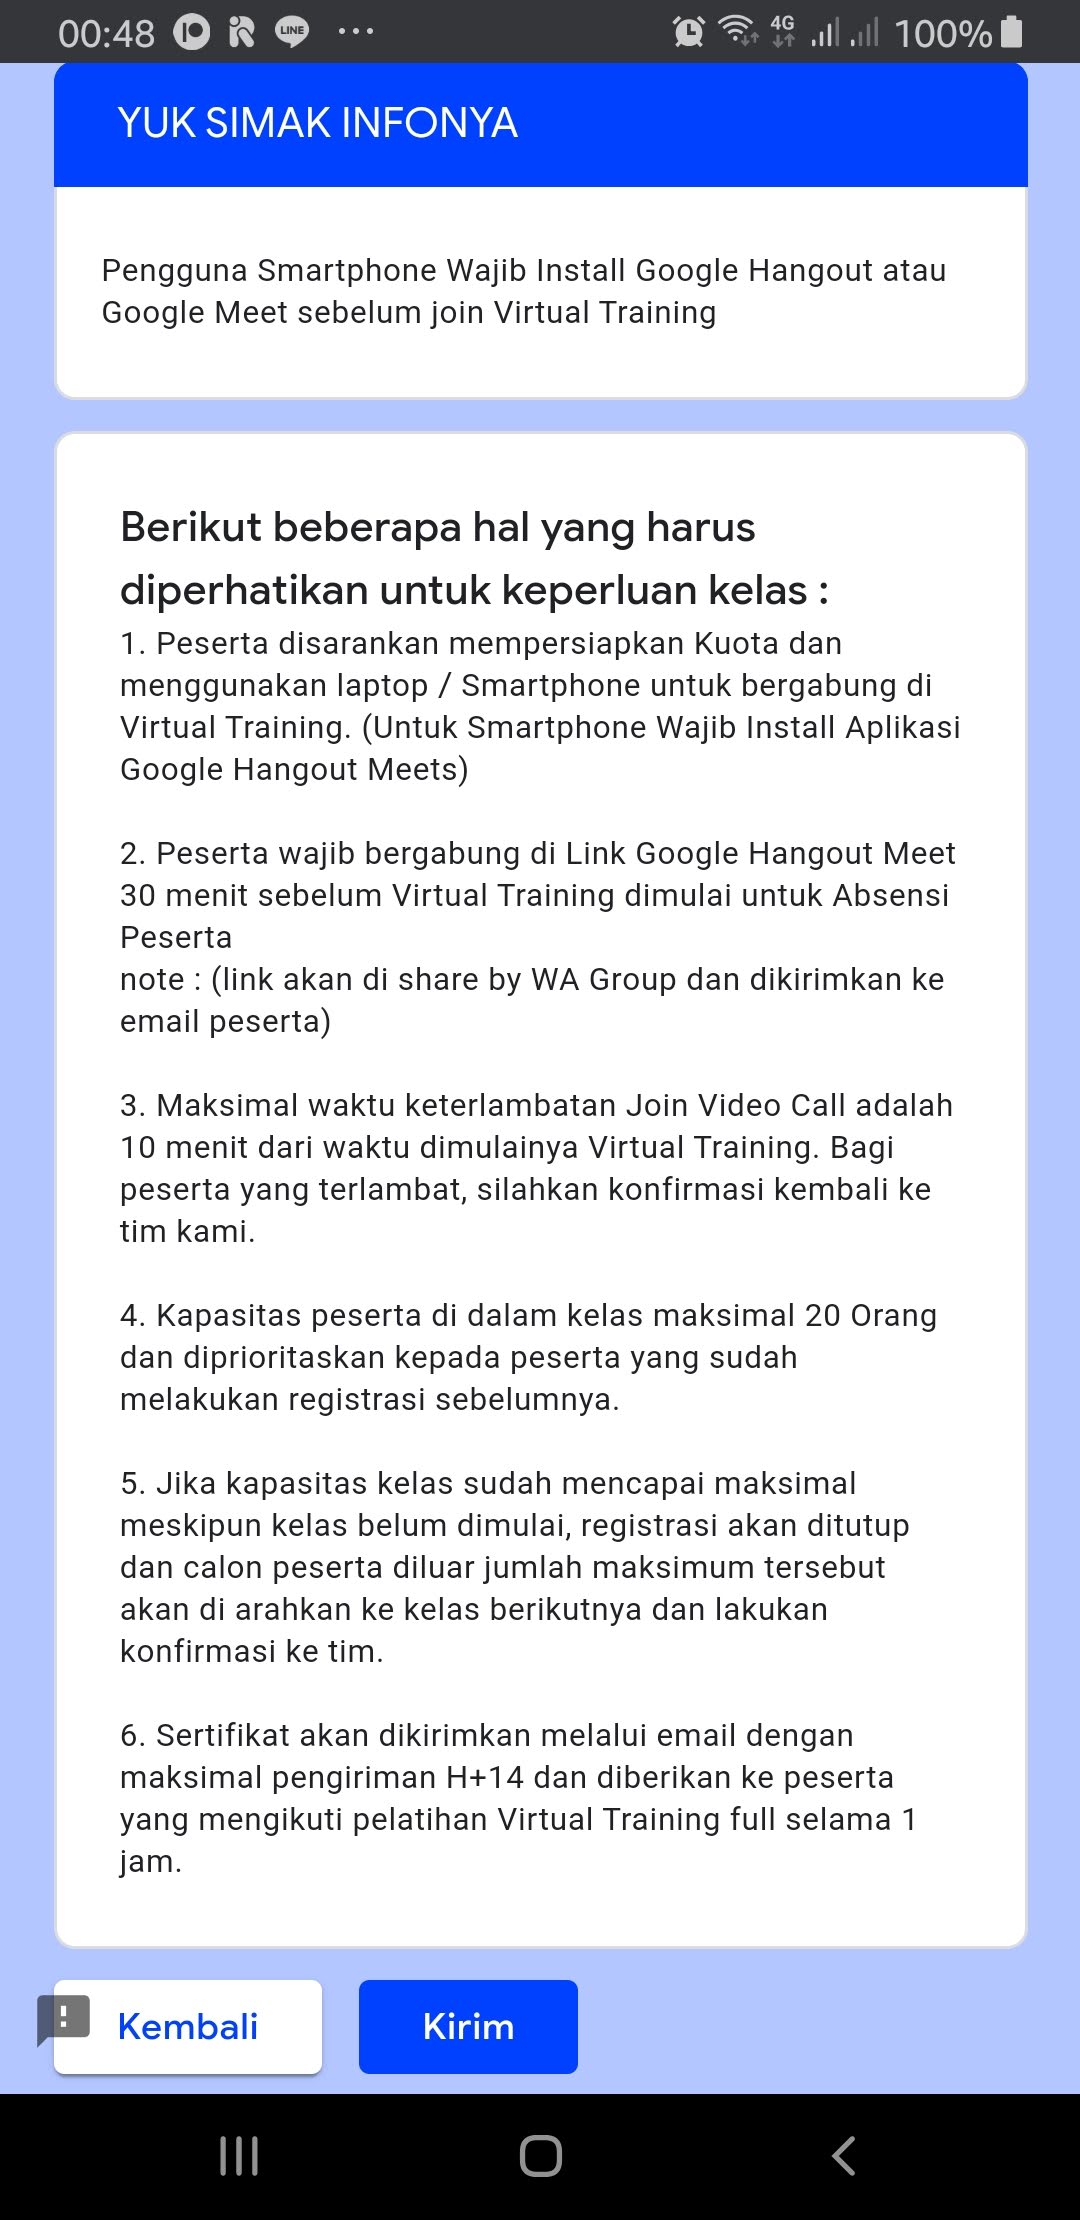 00:48
LINE
4G
100%
YUK SIMAK INFONYA
Pengguna Smartphone Wajib Install Google Hangout atau
Google Meet sebelum join Virtual Training
Berikut beberapa hal yang harus
diperhatikan untuk keperluan kelas :
1. Peserta disarankan mempersiapkan Kuota dan
menggunakan laptop / Smartphone untuk bergabung di
Virtual Training. (Untuk Smartphone Wajib Install Aplikasi
Google Hangout Meets)
2. Peserta wajib bergabung di Link Google Hangout Meet
30 menit sebelum Virtual Training dimulai untuk Absensi
Peserta
note : (link akan di share by WA Group dan dikirimkan ke
email peserta)
3. Maksimal waktu keterlambatan Join Video Call adalah
10 menit dari waktu dimulainya Virtual Training. Bagi
peserta yang terlambat, silahkan konfirmasi kembali ke
tim kami.
4. Kapasitas peserta di dalam kelas maksimal 20 Orang
dan diprioritaskan kepada peserta yang sudah
melakukan registrasi sebelumnya.
5. Jika kapasitas kelas sudah mencapai maksimal
meskipun kelas belum dimulai, registrasi akan ditutup
dan calon peserta diluar jumlah maksimum tersebut
akan di arahkan ke kelas berikutnya dan lakukan
konfirmasi ke tim.
6. Sertifikat akan dikirimkan melalui email dengan
maksimal pengiriman H+14 dan diberikan ke peserta
yang mengikuti pelatihan Virtual Training full selama 1
jam.
Kembali
Kirim